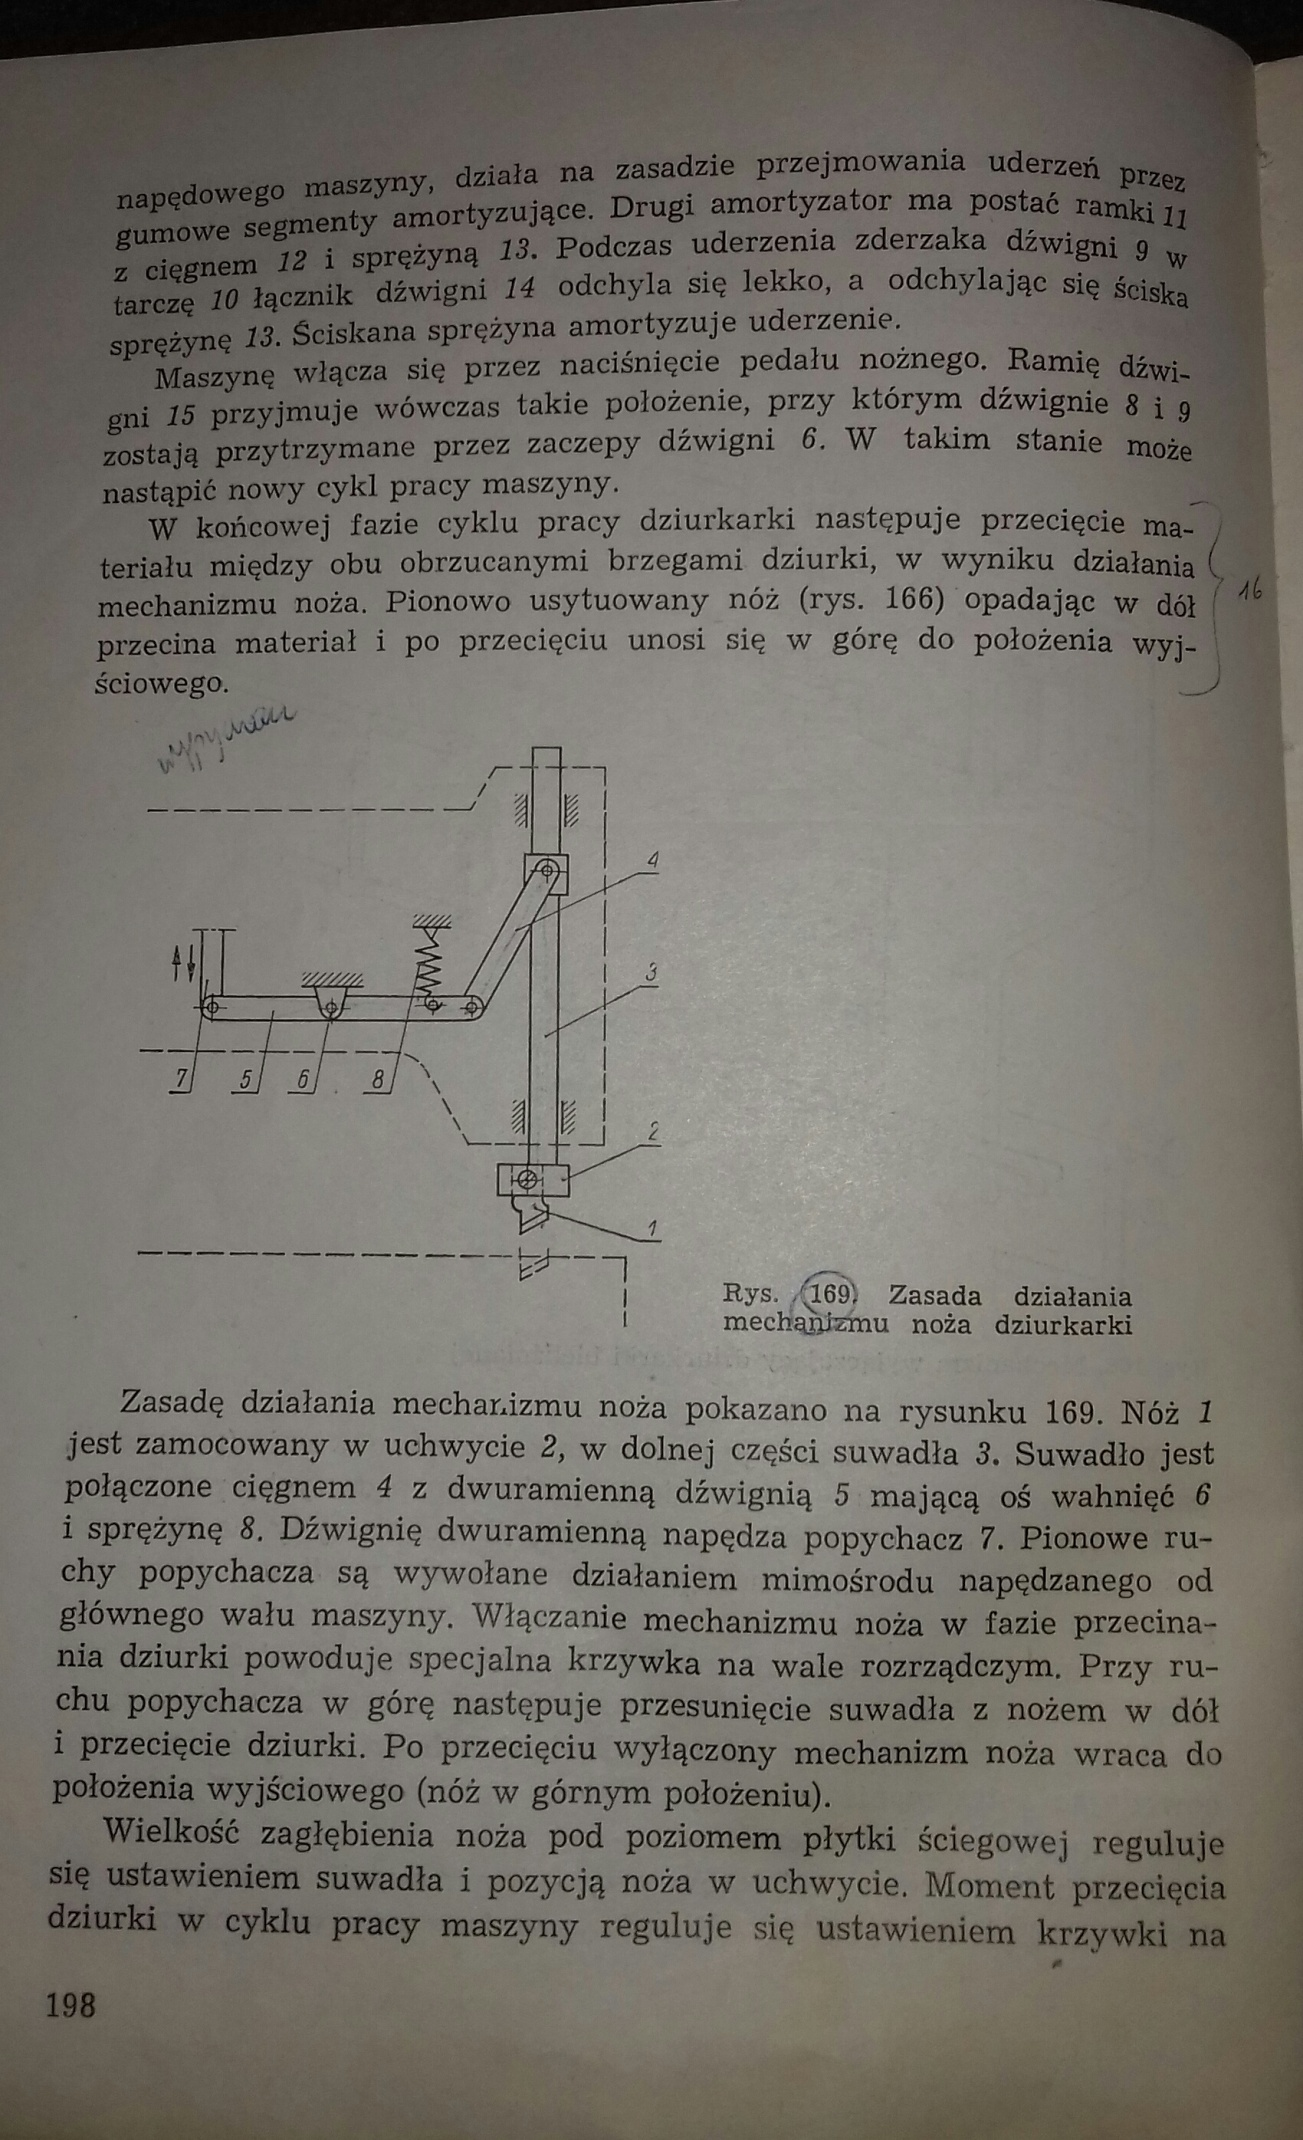 napędowego maszyny, działa na zasadzie przejmowania uderzeń przez
gumowe segmenty amortyzujące. Drugi amortyzator ma postać ramki 11
z cięgnem 12 i sprężyną 13. Podczas uderzenia zderzaka dźwigni 9 w
tarczę 10 łącznik dźwigni 14 odchyla się lekko, a odchylając się ściska
sprężynę 13. Ściskana sprężyna amortyzuje uderzenie.
Maszynę włącza się przez naciśnięcie pedału nożnego. Ramię dźwi-
gni 15 przyjmuje wówczas takie położenie, przy którym dźwignie 8 i 9
zostają przytrzymane przez zaczepy dźwigni 6. W takim stanie może
nastąpić nowy cykl pracy maszyny.
W końcowej fazie cyklu pracy dziurkarki następuje przecięcie ma-
teriału między obu obrzucanymi brzegami dziurki, w wyniku działania
mechanizmu noża. Pionowo usytuowany nóż (rys. 166) opadając w dół
przecina materiał i po przecięciu unosi się w górę do położenia wyj-
ściowego.
16
4
3
7 5 6 8
2
1
Rys. 169. Zasada działania
mechanizmu noża dziurkarki
Zasadę działania mechanizmu noża pokazano na rysunku 169. Nóż 1
jest zamocowany w uchwycie 2, w dolnej części suwadła 3. Suwadło jest
połączone cięgnem 4 z dwuramienną dźwignią 5 mającą oś wahnięć 6
i sprężynę 8. Dźwignię dwuramienną napędza popychacz 7. Pionowe ru-
chy popychacza są wywołane działaniem mimośrodu napędzanego od
głównego wału maszyny. Włączanie mechanizmu noża w fazie przecina-
nia dziurki powoduje specjalna krzywka na wale rozrządczym. Przy ru-
chu popychacza w górę następuje przesunięcie suwadła z nożem w dół
i przecięcie dziurki. Po przecięciu wyłączony mechanizm noża wraca do
położenia wyjściowego (nóż w górnym położeniu).
Wielkość zagłębienia noża pod poziomem płytki ściegowej reguluje
się ustawieniem suwadła i pozycją noża w uchwycie. Moment przecięcia
dziurki w cyklu pracy maszyny reguluje się ustawieniem krzywki na
198